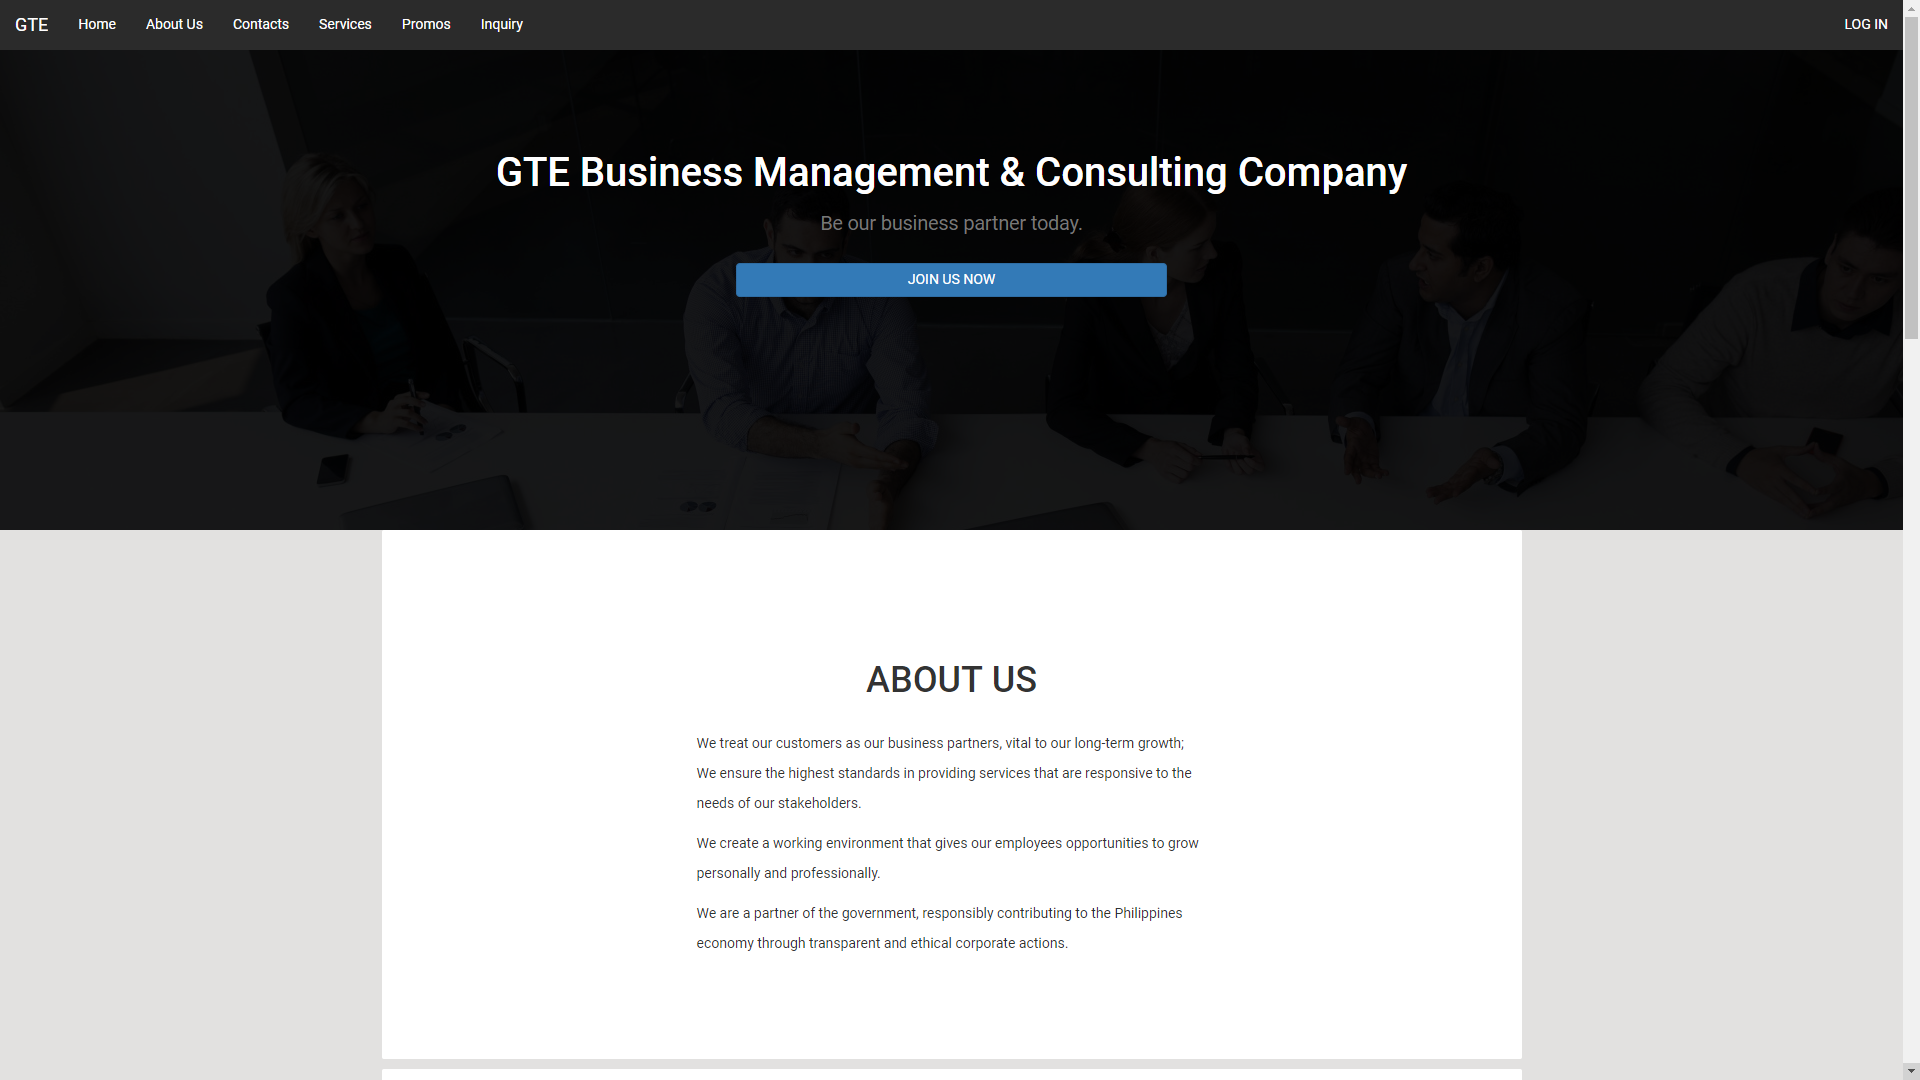 GTE Home About Us Contacts Services Promos Inquiry LOG IN
GTE Business Management & Consulting Company
Be our business partner today.
JOIN US NOW
ABOUT US
We treat our customers as our business partners, vital to our long-term growth;
We ensure the highest standards in providing services that are responsive to the
needs of our stakeholders.
We create a working environment that gives our employees opportunities to grow
personally and professionally.
We are a partner of the government, responsibly contributing to the Philippines
economy through transparent and ethical corporate actions.